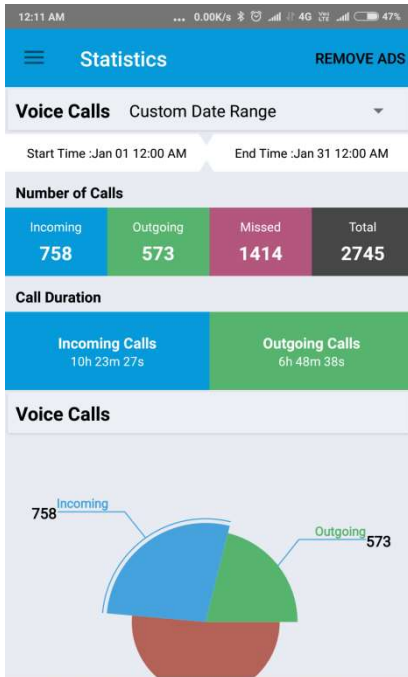 12:11 AM ... 0.00K/s 4G VoLTE 47%
Statistics REMOVE ADS
Voice Calls Custom Date Range
Start Time :Jan 01 12:00 AM End Time :Jan 31 12:00 AM
Number of Calls
Incoming Outgoing Missed Total
758 573 1414 2745
Call Duration
Incoming Calls Outgoing Calls
10h 23m 27s 6h 48m 38s
Voice Calls
Incoming
758
Outgoing
573